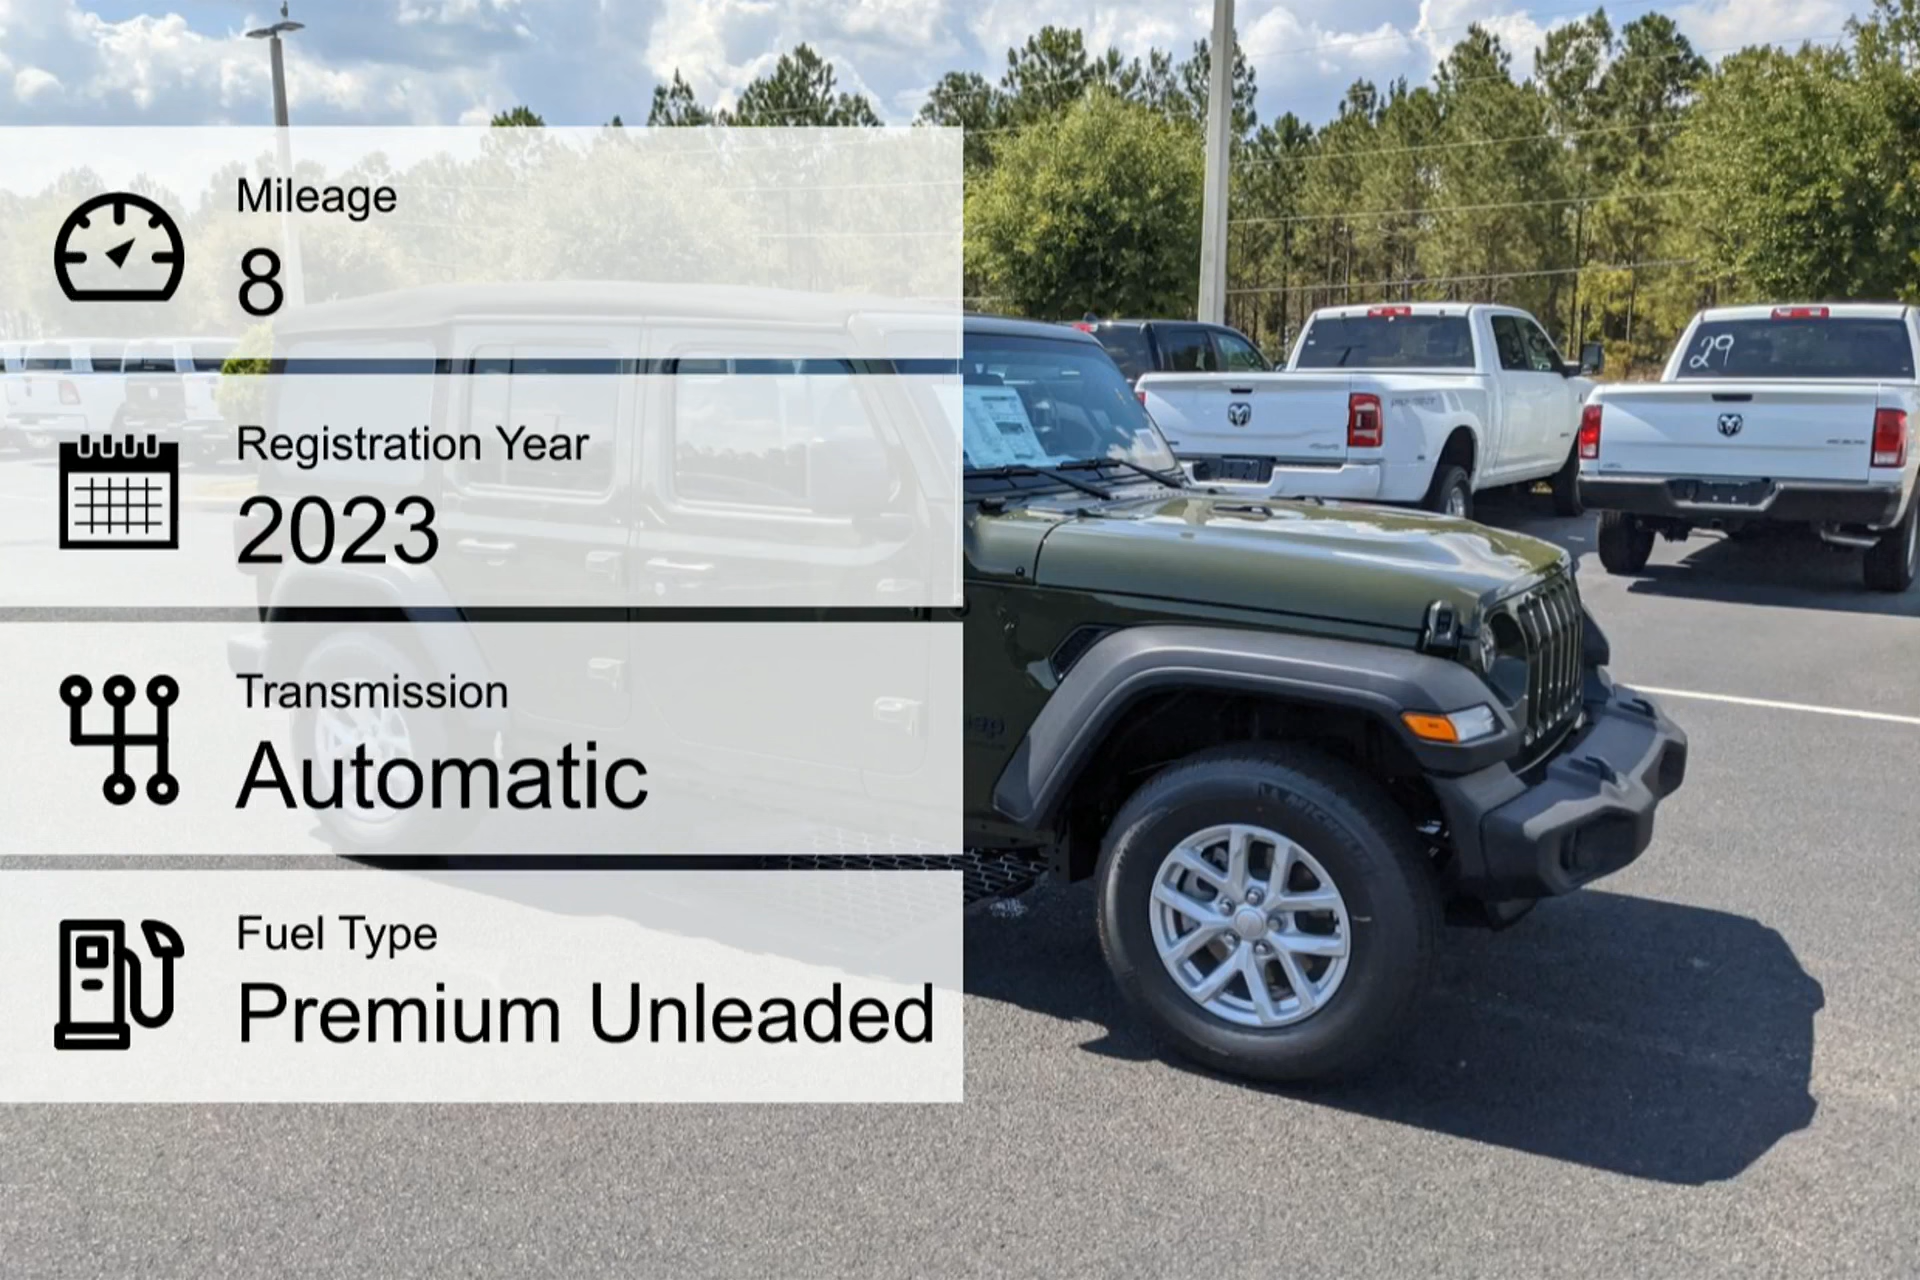 Mileage
8
Registration Year
2023
Transmission
Automatic
Fuel Type
Premium Unleaded
29